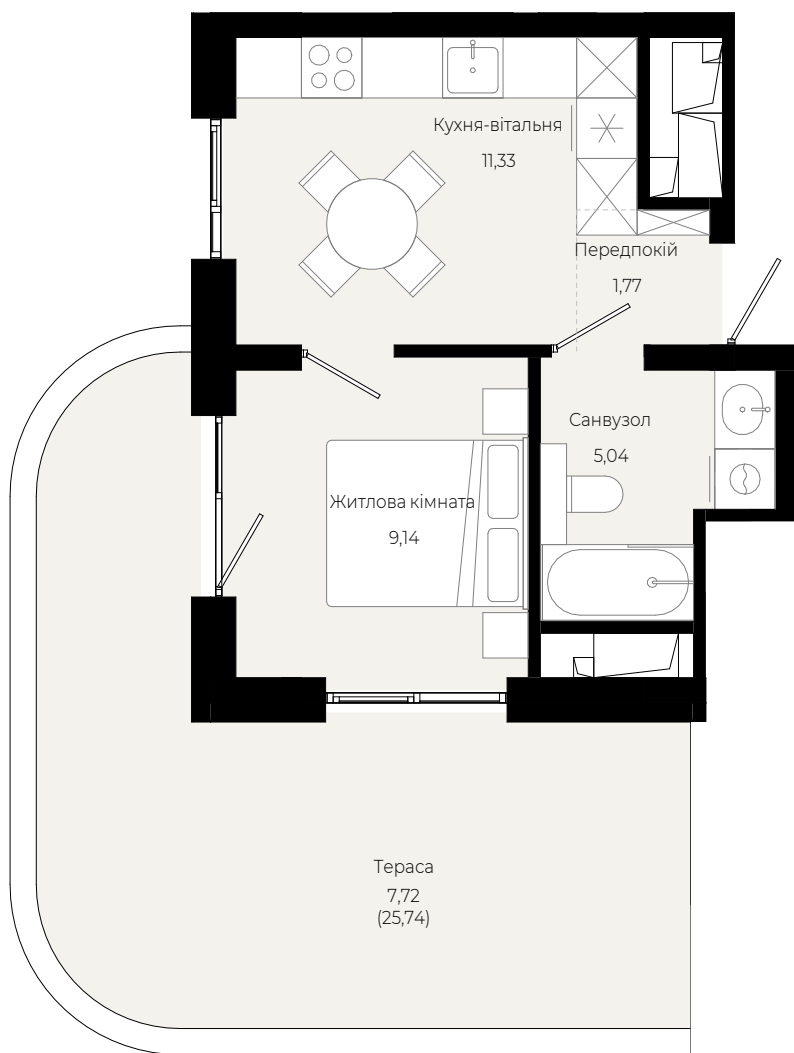 Кухня-вітальня
11,33
Передпокій
1,77
Санвузол
5,04
Житлова кімната
9,14
Тераса
7,72
(25,74)